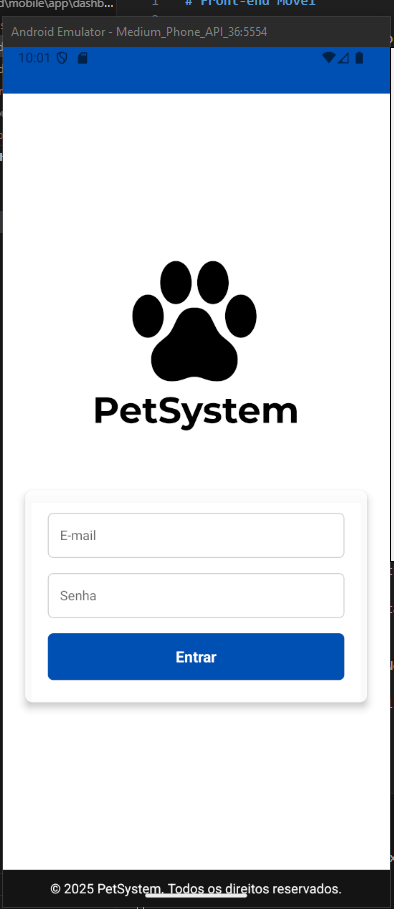 d\mobile\app\dashb...
1 # Front-end Móvel
Android Emulator - Medium_Phone_API_36:5554
10:01
PetSystem
E-mail
Senha
Entrar
© 2025 PetSystem. Todos os direitos reservados.